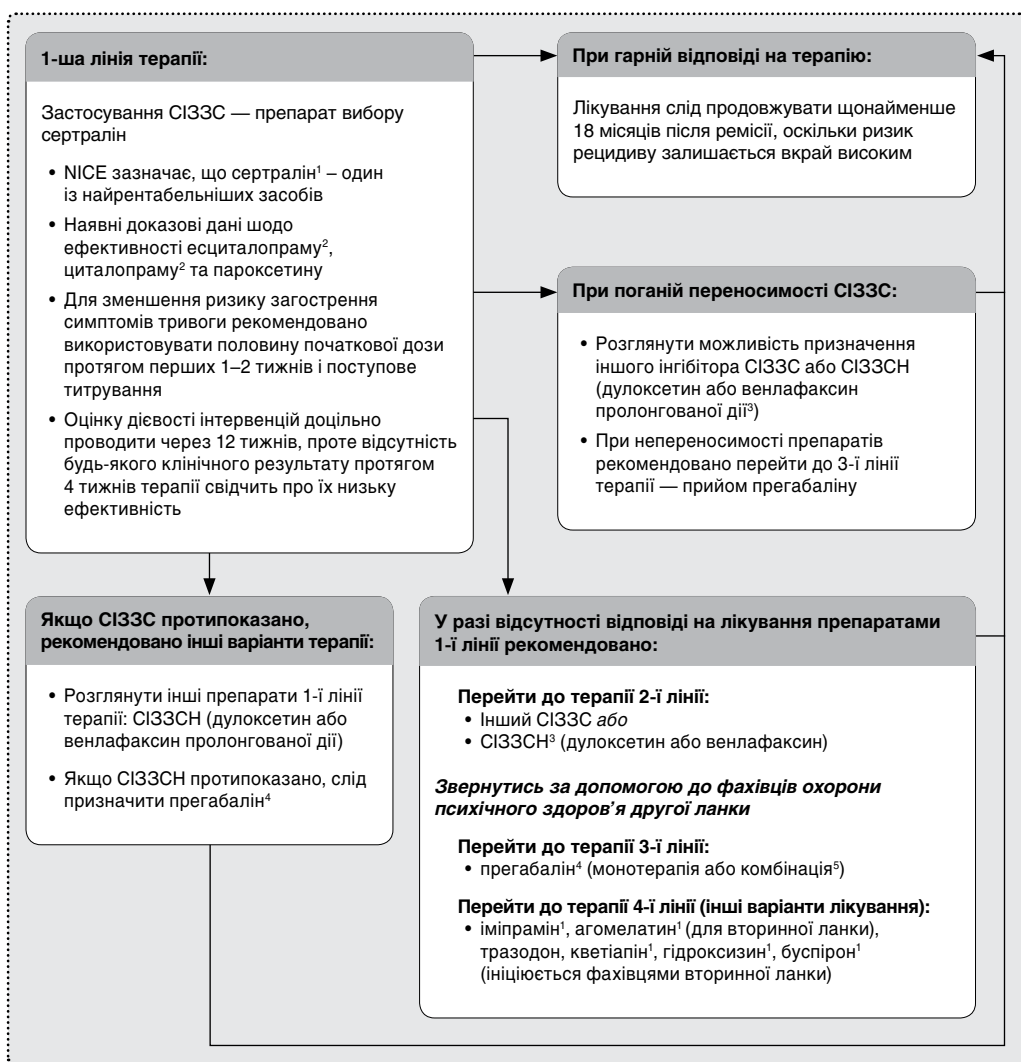 1-ша лінія терапії:
Застосування СІЗЗС — препарат вибору
сертралін
• NICE зазначає, що сертралін¹ – один
із найрентабельніших засобів
• Наявні доказові дані шодо
ефективності есциталопраму²,
циталопраму² та пароксетину
• Для зменшення ризику загострення
симптомів тривоги рекомендовано
використовувати половину початкової дози
протягом перших 1–2 тижнів і поступове
титрування
• Оцінку дієвості інтервенцій доцільно
проводити через 12 тижнів, проте відсутність
будь-якого клінічного результату протягом
4 тижнів терапії свідчить про їх низьку
ефективність
При гарній відповіді на терапію:
Лікування слід продовжувати щонайменше
18 місяців після ремісії, оскільки ризик
рецидиву залишається вкрай високим
При поганій переносимості СІЗЗС:
• Розглянути можливість призначення
іншого інгібітора СІЗЗС або СІЗЗСН
(дулоксетин або венлафаксин
пролонгованої дії³)
• При непереносимості препаратів
рекомендовано перейти до 3-ї лінії
терапії — прийом прегабаліну
Якщо СІЗЗС протипоказано,
рекомендовано інші варіанти терапії:
• Розглянути інші препарати 1-ї лінії
терапії: СІЗЗСН (дулоксетин або
венлафаксин пролонгованої дії)
• Якщо СІЗЗСН протипоказано, слід
призначити прегабалін⁴
У разі відсутності відповіді на лікування препаратами
1-ї лінії рекомендовано:
Перейти до терапії 2-ї лінії:
• Інший СІЗЗС або
• СІЗЗСН³ (дулоксетин або венлафаксин)
Звернутись за допомогою до фахівців охорони
психічного здоров’я другої ланки
Перейти до терапії 3-ї лінії:
• прегабалін⁴ (монотерапія або комбінація⁵)
Перейти до терапії 4-ї лінії (інші варіанти лікування):
• іміпрамін¹, агомелатин¹ (для вторинної ланки),
тразодон, кветіапін¹, гідроксизин¹, буспірон¹
(ініціюється фахівцями вторинної ланки)